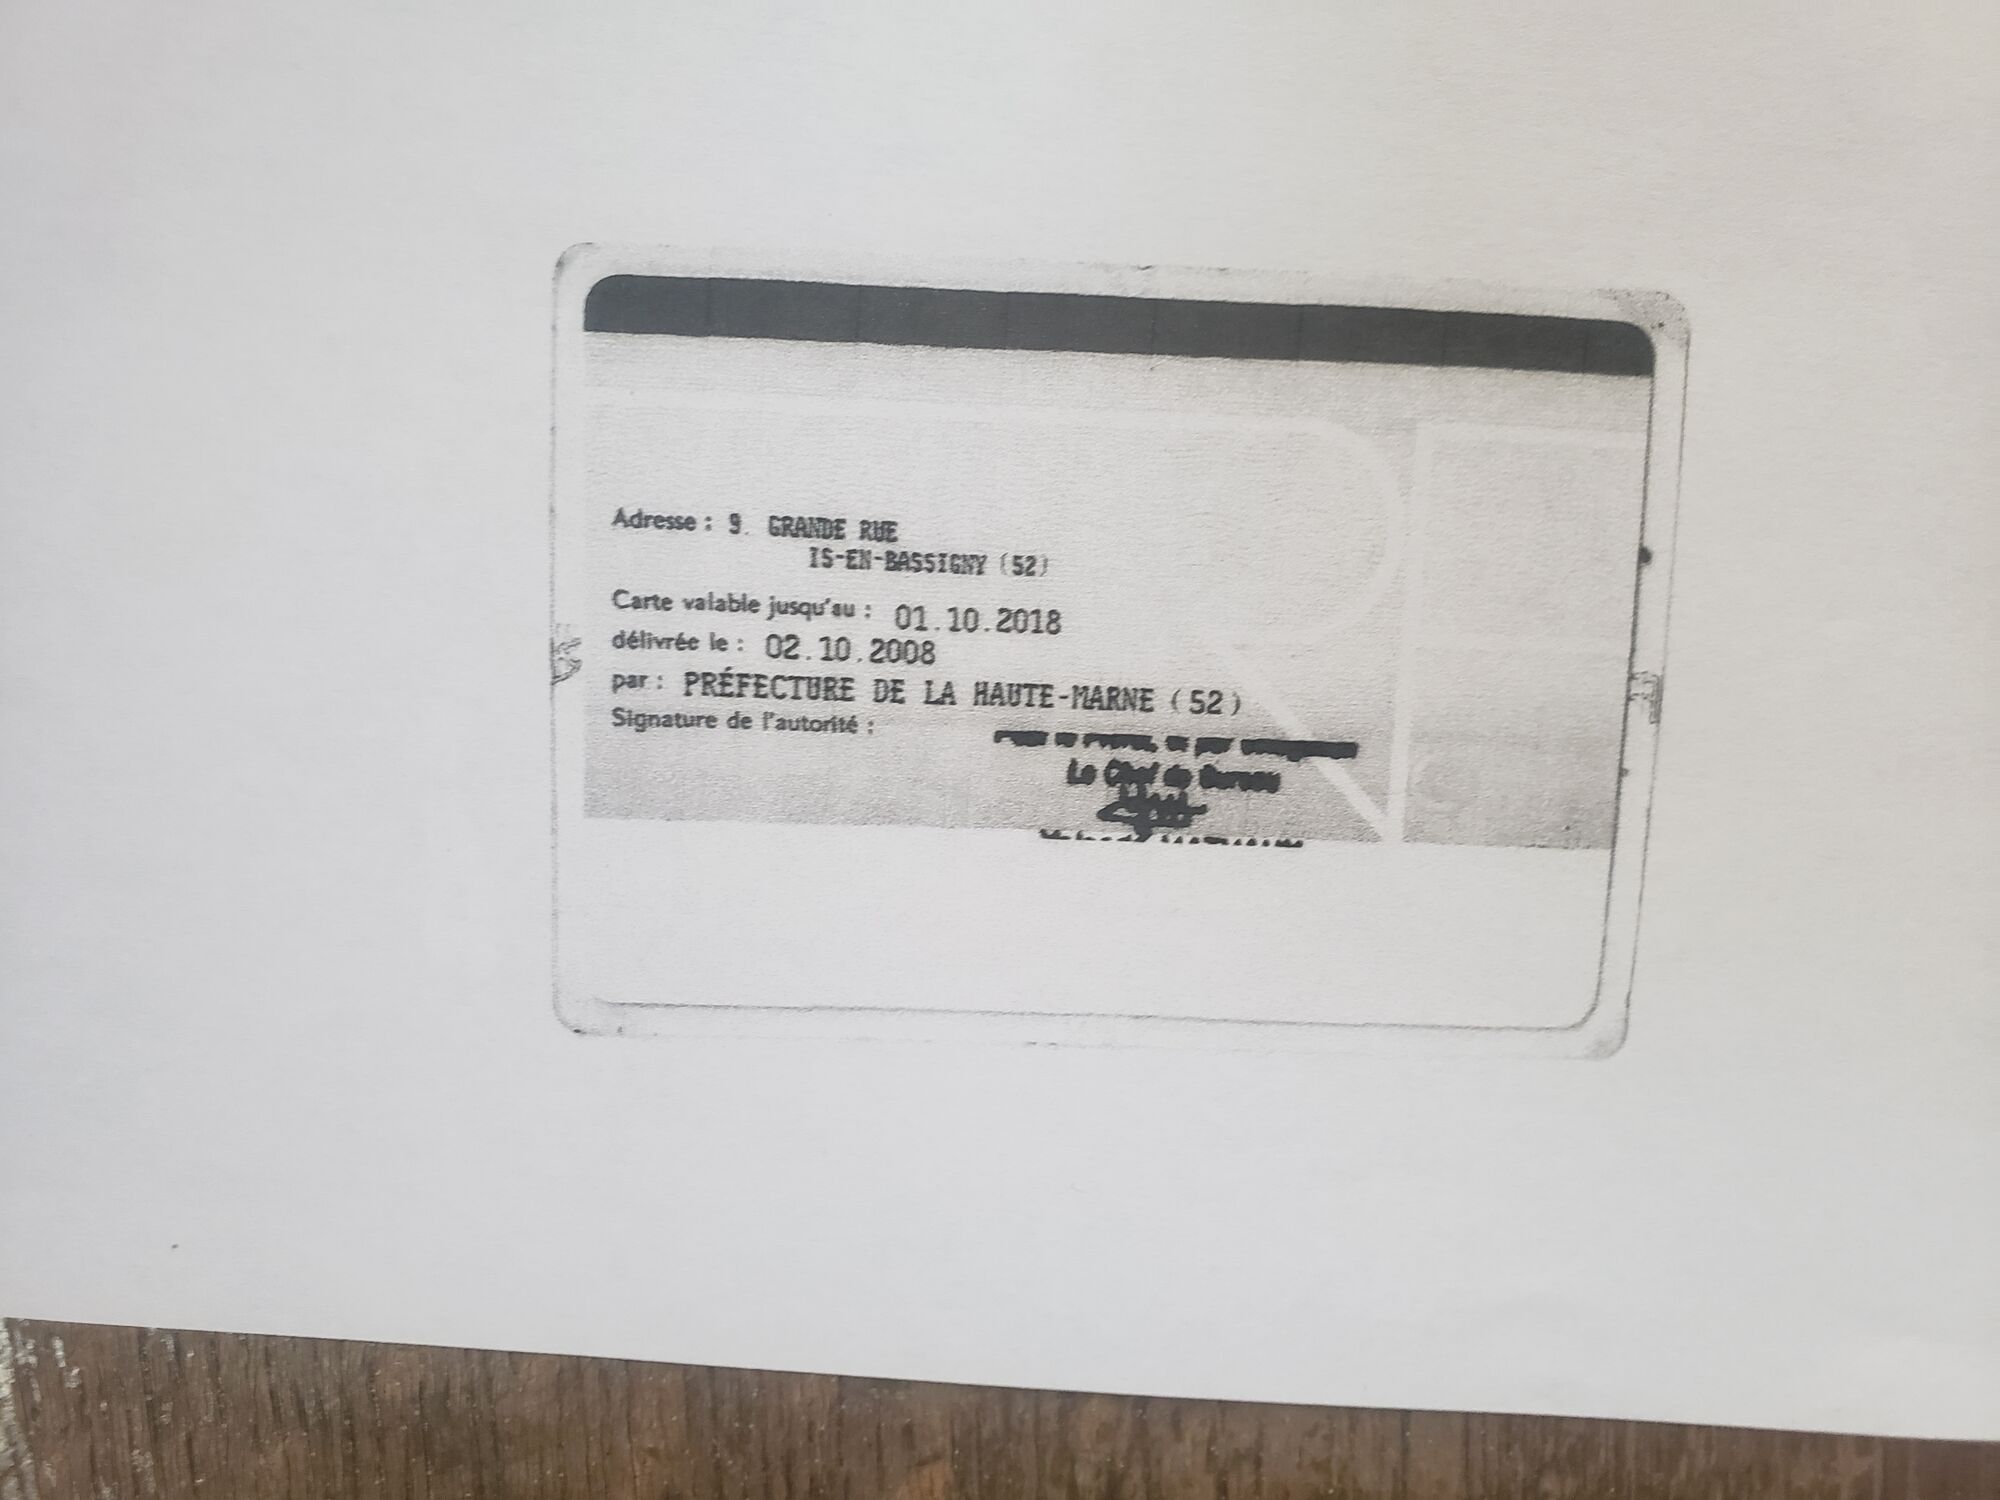 Adresse : 9. GRANDE RUE
IS-EN-BASSIGNY (52)
Carte valable jusqu'au : 01.10.2018
délivrée le : 02.10.2008
par : PRÉFECTURE DE LA HAUTE-MARNE (52)
Signature de l'autorité :
Le Chef de Bureau